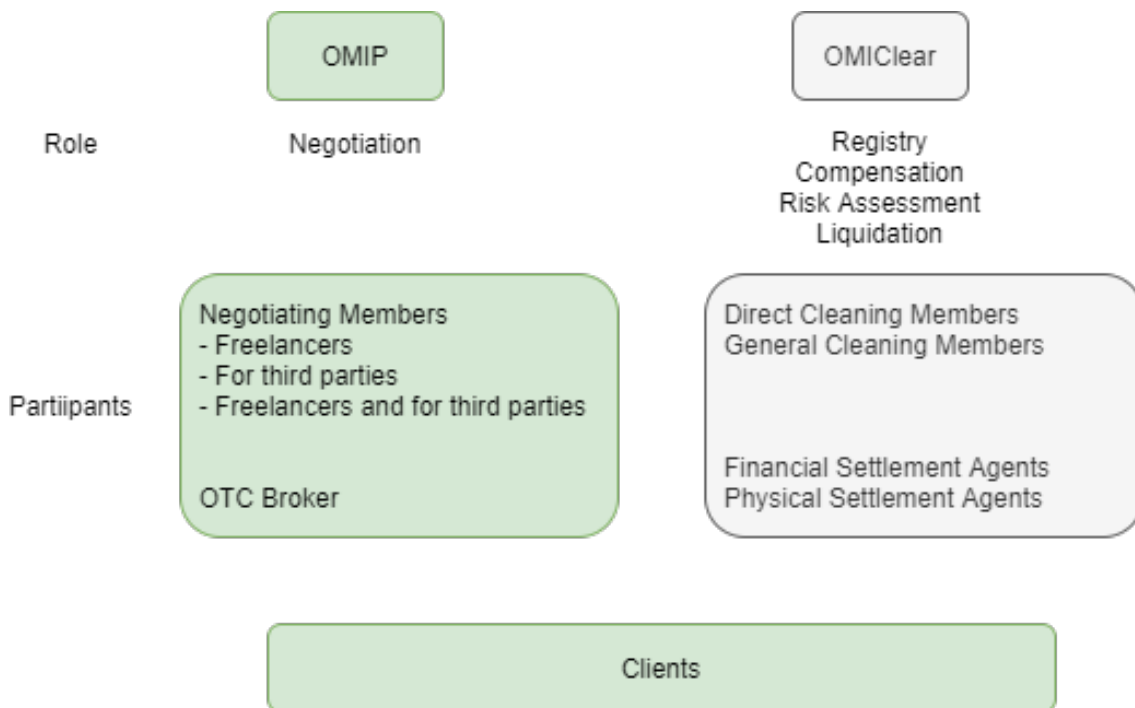 OMIP
OMIClear
Role
Negotiation
Registry
Compensation
Risk Assessment
Liquidation
Partiipants
Negotiating Members
- Freelancers
- For third parties
- Freelancers and for third parties
OTC Broker
Direct Cleaning Members
General Cleaning Members
Financial Settlement Agents
Physical Settlement Agents
Clients